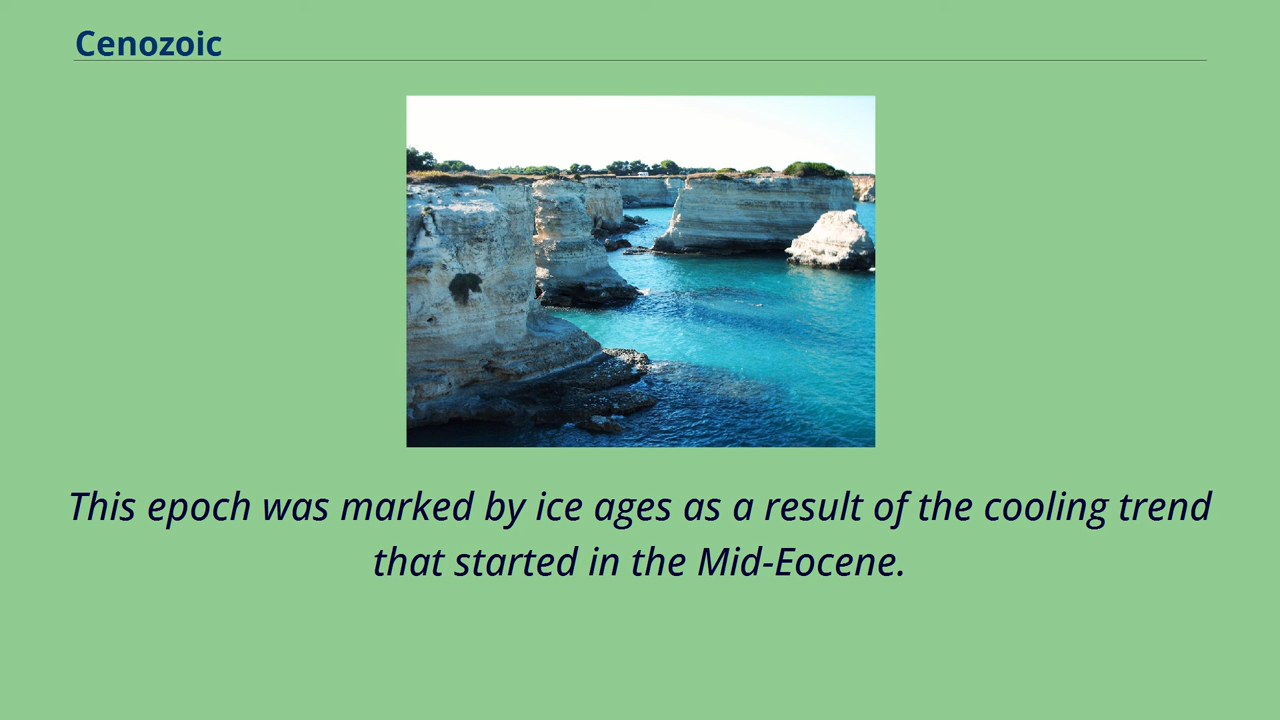 Cenozoic
This epoch was marked by ice ages as a result of the cooling trend
that started in the Mid-Eocene.